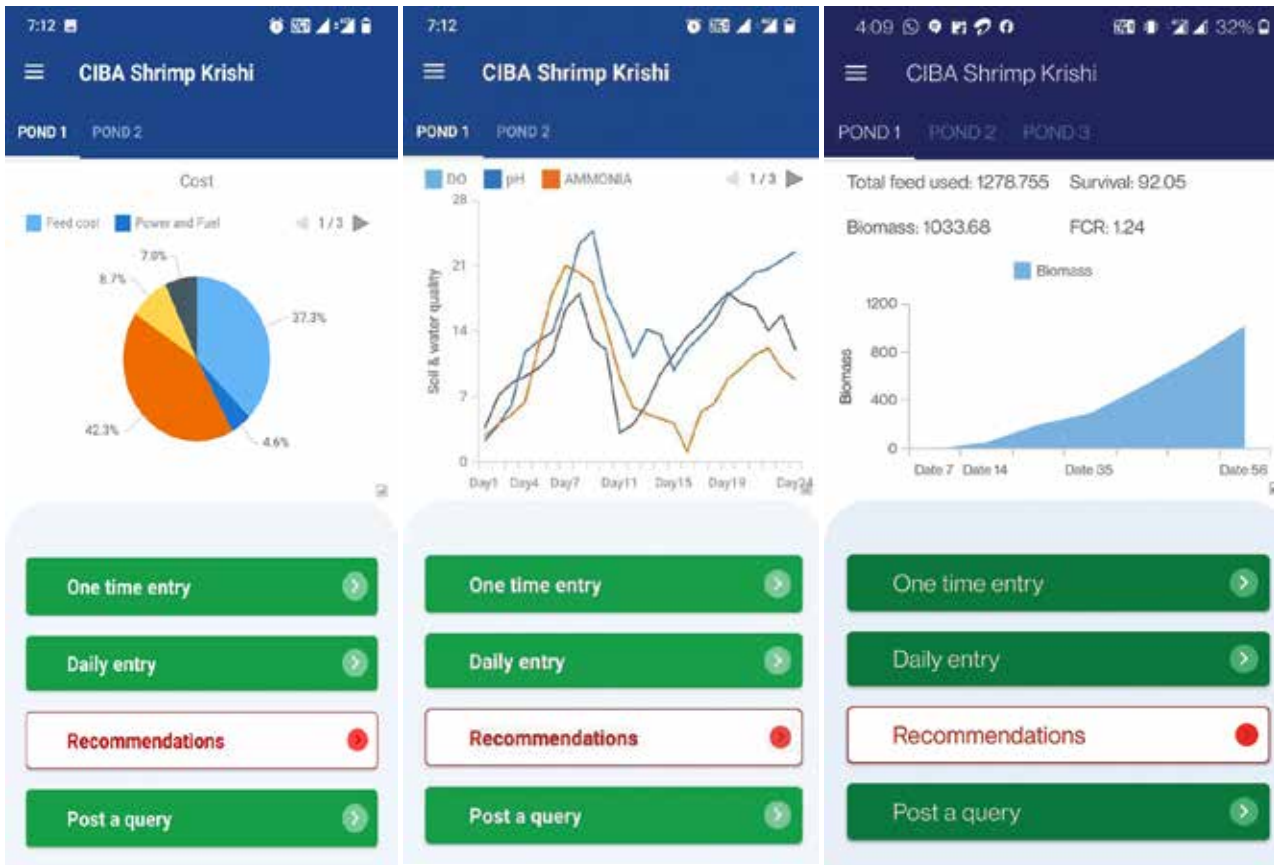 7:12
CIBA Shrimp Krishi
POND 1 POND 2
Cost
Feed cost Power and Fuel 1/3
7.0%
8.7%
37.3%
42.3%
4.6%
One time entry
Daily entry
Recommendations
Post a query
7:12
CIBA Shrimp Krishi
POND 1 POND 2
DO pH AMMONIA 1/3
28
21
14
7
0
Soil & water quality
Day1 Day4 Day7 Day11 Day15 Day19 Day24
One time entry
Daily entry
Recommendations
Post a query
4:09 32%
CIBA Shrimp Krishi
POND 1 POND 2 POND 3
Total feed used: 1278.755 Survival: 92.05
Biomass: 1033.68 FCR: 1.24
Biomass
1200
800
400
0
Biomass
Date 7 Date 14 Date 35 Date 56
One time entry
Daily entry
Recommendations
Post a query